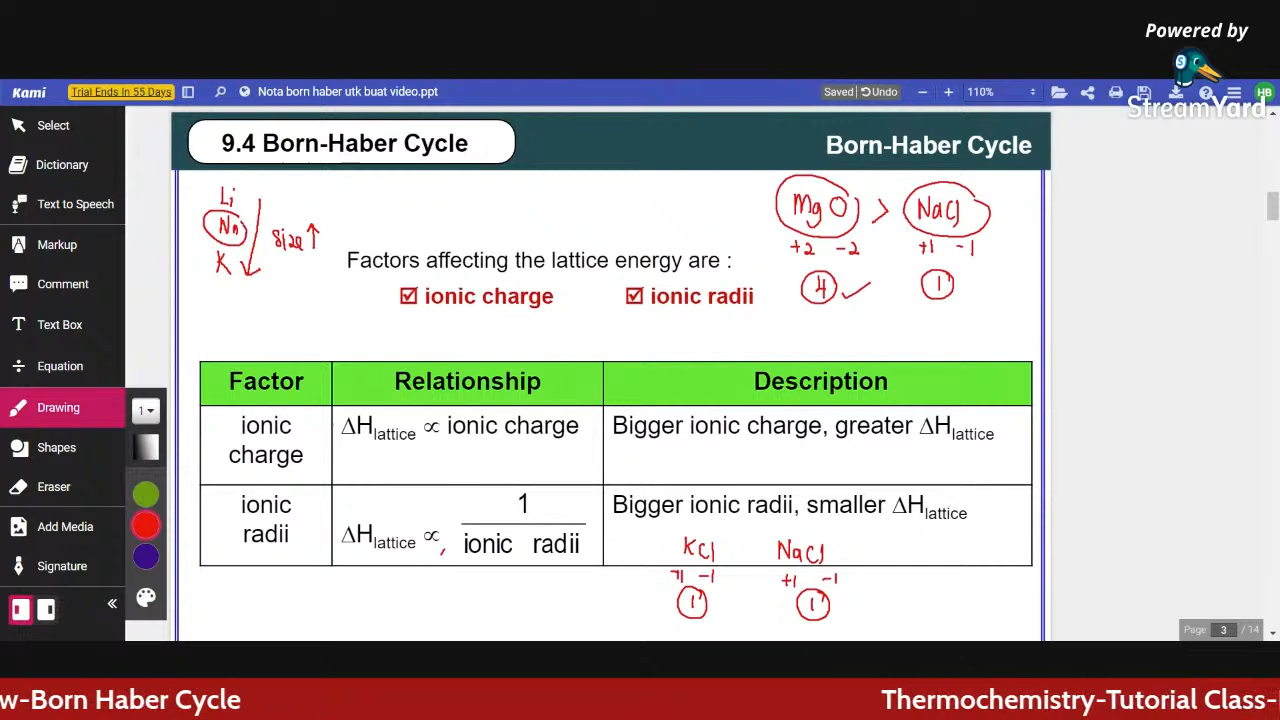 Powered by
StreamYard
Kami
Trial Ends In 55 Days
Nota born haber utk buat video.ppt
Saved
Undo
110%
HB
Select
Dictionary
Text to Speech
Markup
Comment
Text Box
Equation
Drawing
Shapes
Eraser
Add Media
Signature
1
9.4 Born-Haber Cycle
Born-Haber Cycle
Li
Na
K
size ↑
MgO > NaCl
+2 -2 +1 -1
4 ✓ 1
Factors affecting the lattice energy are :
☑ ionic charge ☑ ionic radii
Factor Relationship Description
ionic charge
ΔHlattice ∝ ionic charge
Bigger ionic charge, greater ΔHlattice
ionic radii
ΔHlattice ∝ 1 / ionic radii
Bigger ionic radii, smaller ΔHlattice
KCl NaCl
+1 -1 +1 -1
1 1
Page 3 / 14
w-Born Haber Cycle
Thermochemistry-Tutorial Class-